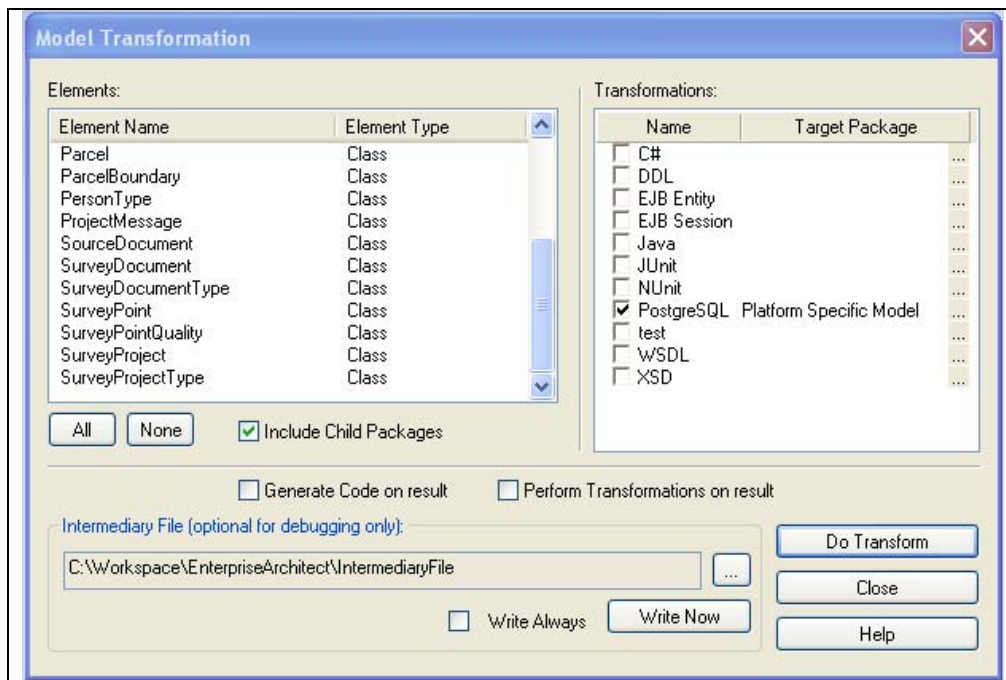 Model Transformation
Elements:
Element Name Element Type
Parcel Class
ParcelBoundary Class
PersonType Class
ProjectMessage Class
SourceDocument Class
SurveyDocument Class
SurveyDocumentType Class
SurveyPoint Class
SurveyPointQuality Class
SurveyProject Class
SurveyProjectType Class
All None Include Child Packages
Transformations:
Name Target Package
C# ...
DDL ...
EJB Entity ...
EJB Session ...
Java ...
JUnit ...
NUnit ...
PostgreSQL Platform Specific Model ...
test ...
WSDL ...
XSD ...
Generate Code on result Perform Transformations on result
Intermediary File (optional for debugging only):
C:\Workspace\EnterpriseArchitect\IntermediaryFile ...
Write Always Write Now
Do Transform
Close
Help